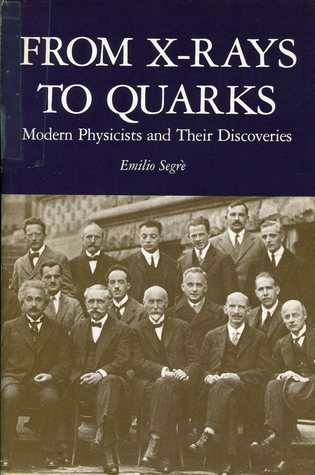 FROM X-RAYS
TO QUARKS
Modern Physicists and Their Discoveries
Emilio Segrè